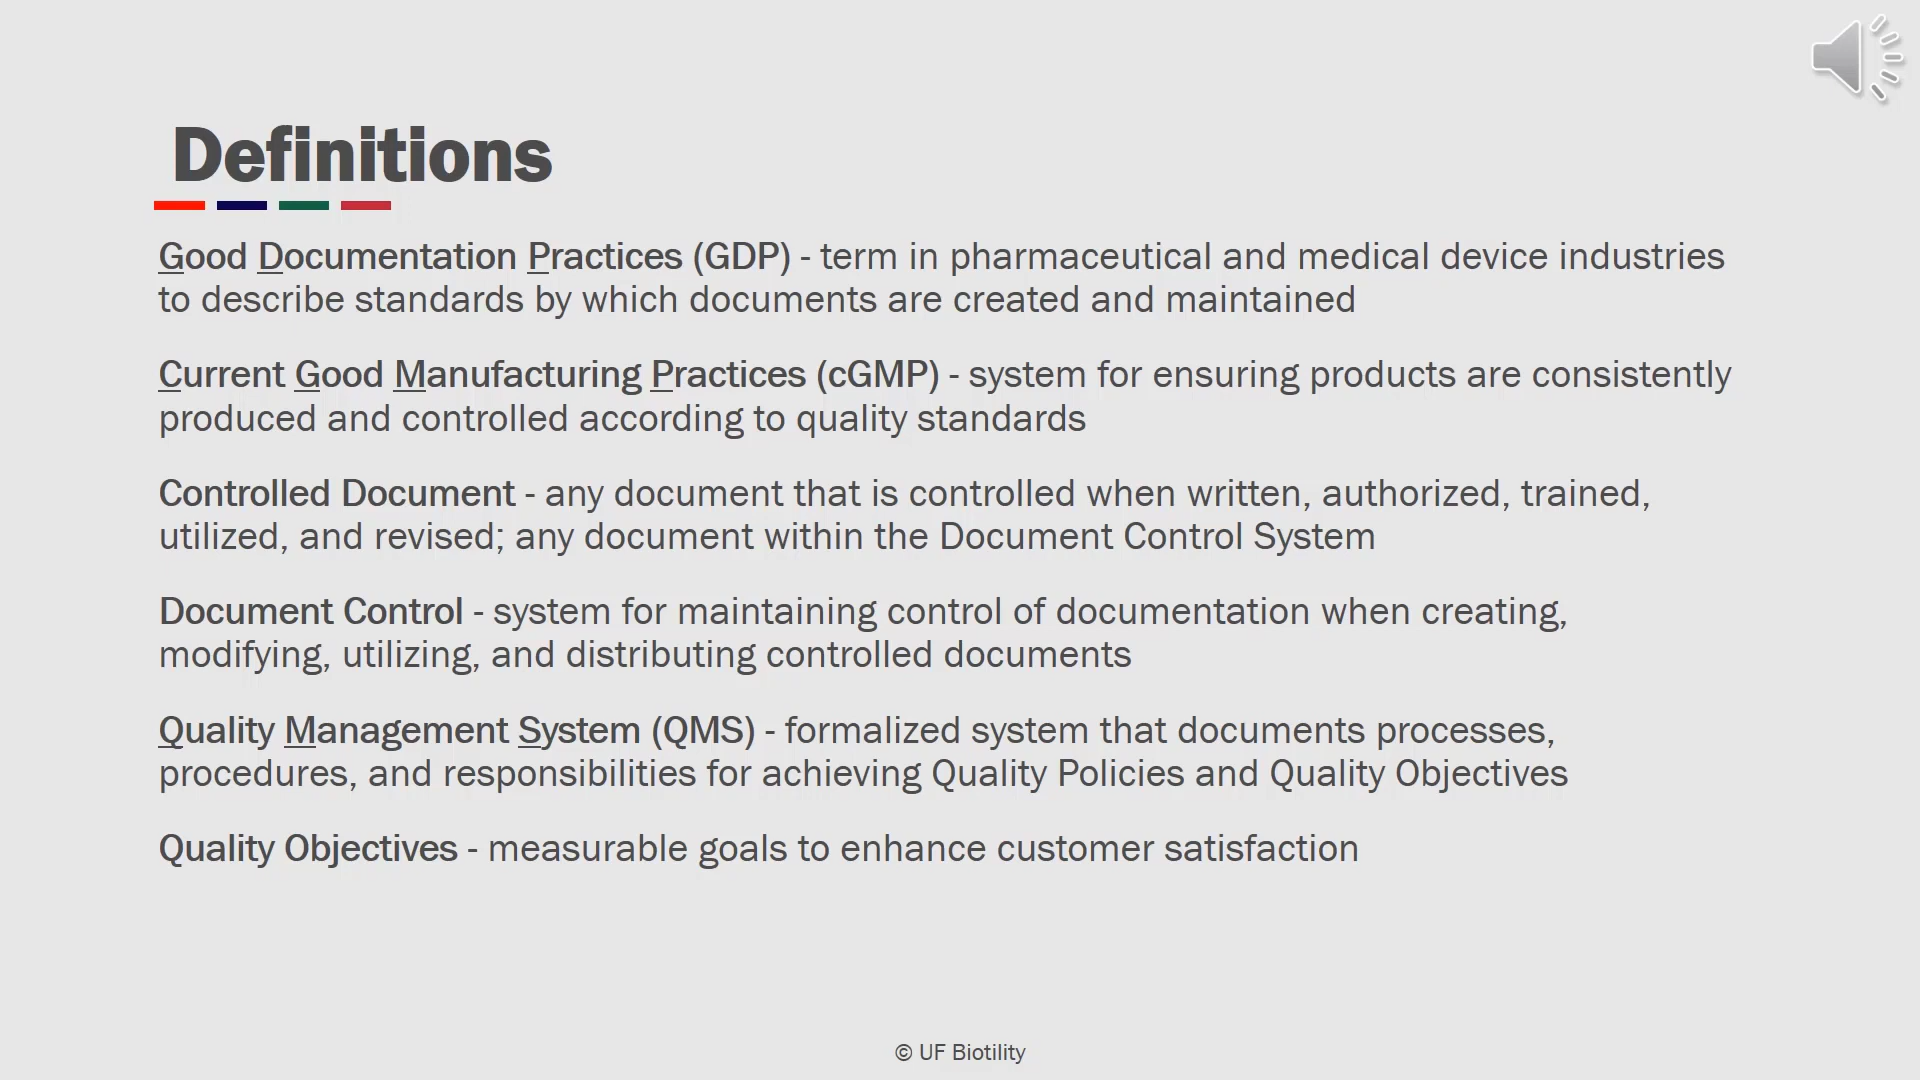 Definitions
Good Documentation Practices (GDP) - term in pharmaceutical and medical device industries
to describe standards by which documents are created and maintained
Current Good Manufacturing Practices (cGMP) - system for ensuring products are consistently
produced and controlled according to quality standards
Controlled Document - any document that is controlled when written, authorized, trained,
utilized, and revised; any document within the Document Control System
Document Control - system for maintaining control of documentation when creating,
modifying, utilizing, and distributing controlled documents
Quality Management System (QMS) - formalized system that documents processes,
procedures, and responsibilities for achieving Quality Policies and Quality Objectives
Quality Objectives - measurable goals to enhance customer satisfaction
© UF Biotility